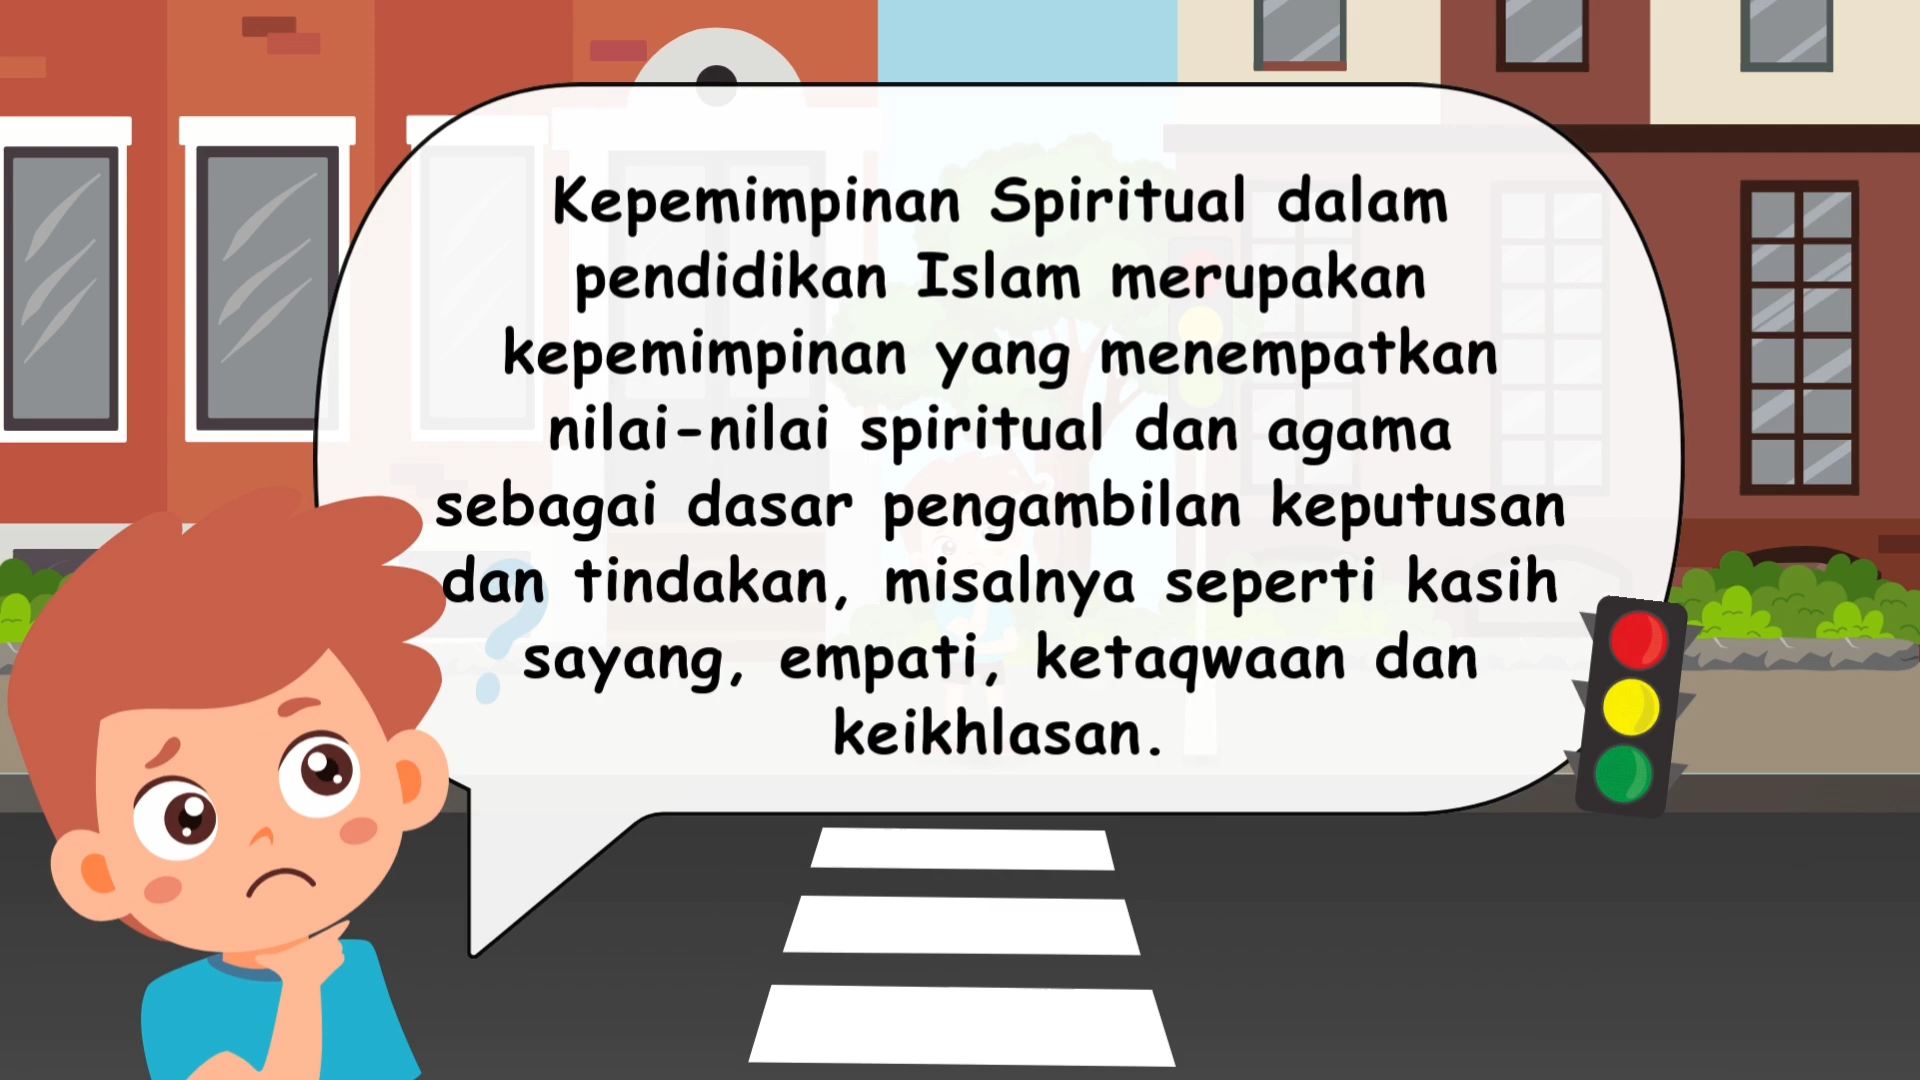 Kepemimpinan Spiritual dalam
pendidikan Islam merupakan
kepemimpinan yang menempatkan
nilai-nilai spiritual dan agama
sebagai dasar pengambilan keputusan
dan tindakan, misalnya seperti kasih
sayang, empati, ketaqwaan dan
keikhlasan.